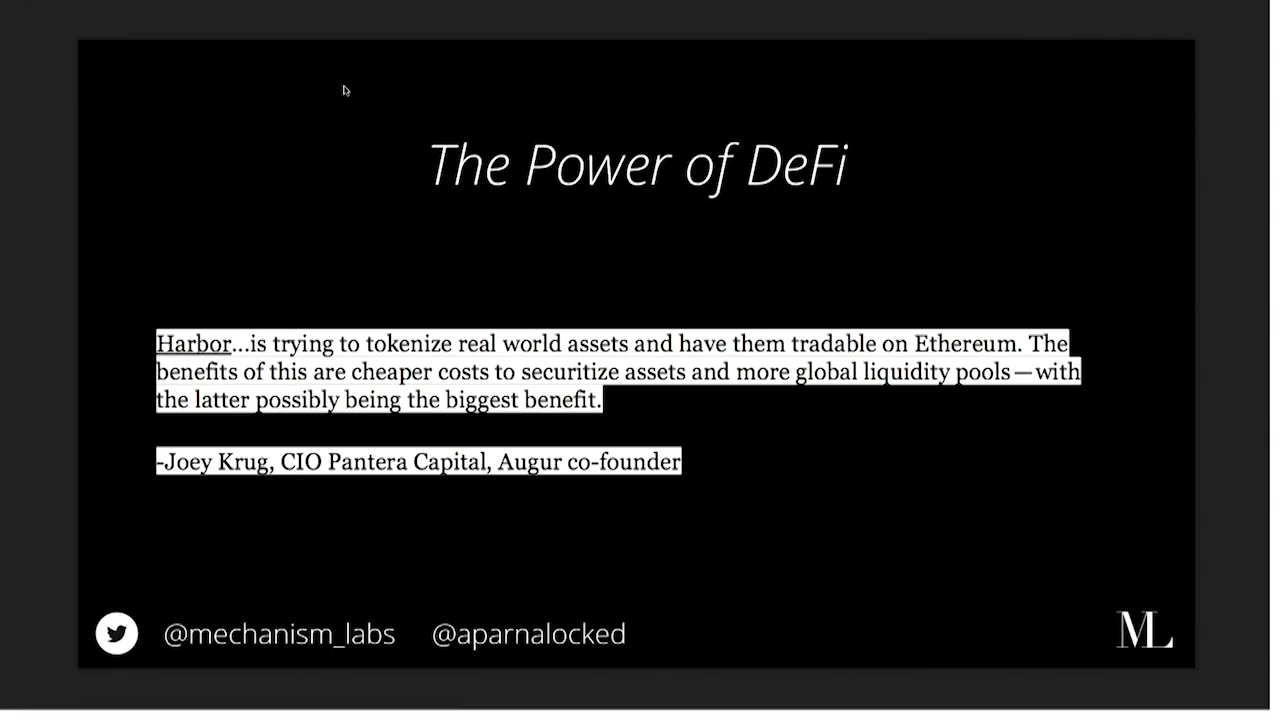 The Power of DeFi
Harbor...is trying to tokenize real world assets and have them tradable on Ethereum. The
benefits of this are cheaper costs to securitize assets and more global liquidity pools—with
the latter possibly being the biggest benefit.
-Joey Krug, CIO Pantera Capital, Augur co-founder
@mechanism_labs @aparnalocked
ML